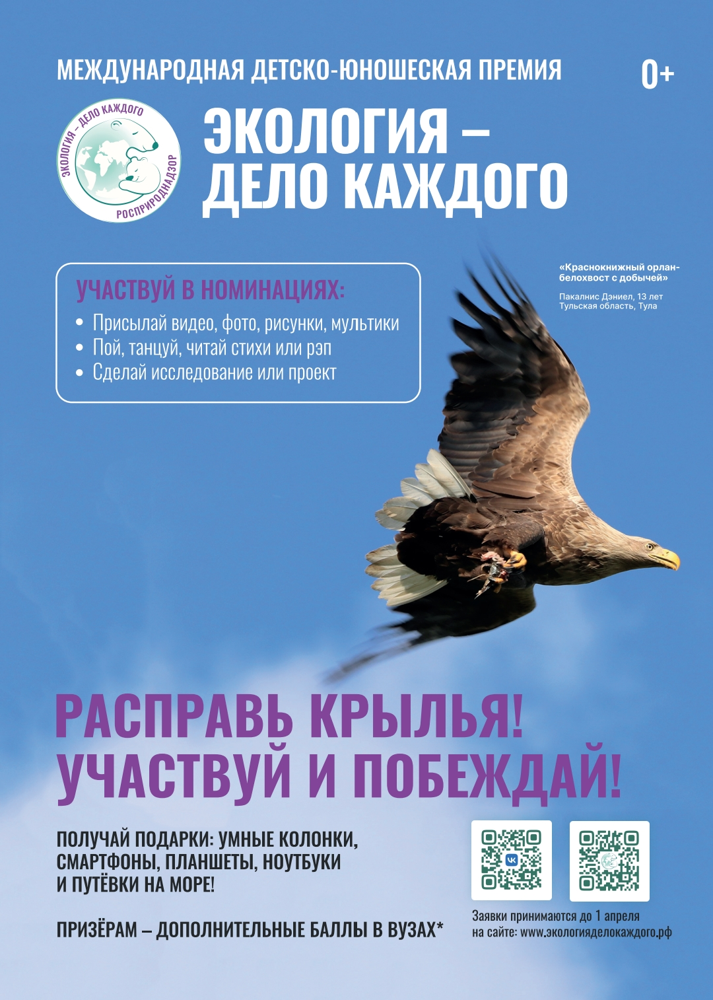 МЕЖДУНАРОДНАЯ ДЕТСКО-ЮНОШЕСКАЯ ПРЕМИЯ
0+
ЭКОЛОГИЯ – ДЕЛО КАЖДОГО
РОСПРИРОДНАДЗОР
ЭКОЛОГИЯ –
ДЕЛО КАЖДОГО
УЧАСТВУЙ В НОМИНАЦИЯХ:
• Присылай видео, фото, рисунки, мультики
• Пой, танцуй, читай стихи или рэп
• Сделай исследование или проект
«Краснокнижный орлан-
белохвост с добычей»
Пакалнис Дэниел, 13 лет
Тульская область, Тула
РАСПРАВЬ КРЫЛЬЯ!
УЧАСТВУЙ И ПОБЕЖДАЙ!
ПОЛУЧАЙ ПОДАРКИ: УМНЫЕ КОЛОНКИ,
СМАРТФОНЫ, ПЛАНШЕТЫ, НОУТБУКИ
И ПУТЁВКИ НА МОРЕ!
ПРИЗЁРАМ – ДОПОЛНИТЕЛЬНЫЕ БАЛЛЫ В ВУЗАХ*
Заявки принимаются до 1 апреля
на сайте: www.экологияделокаждого.рф